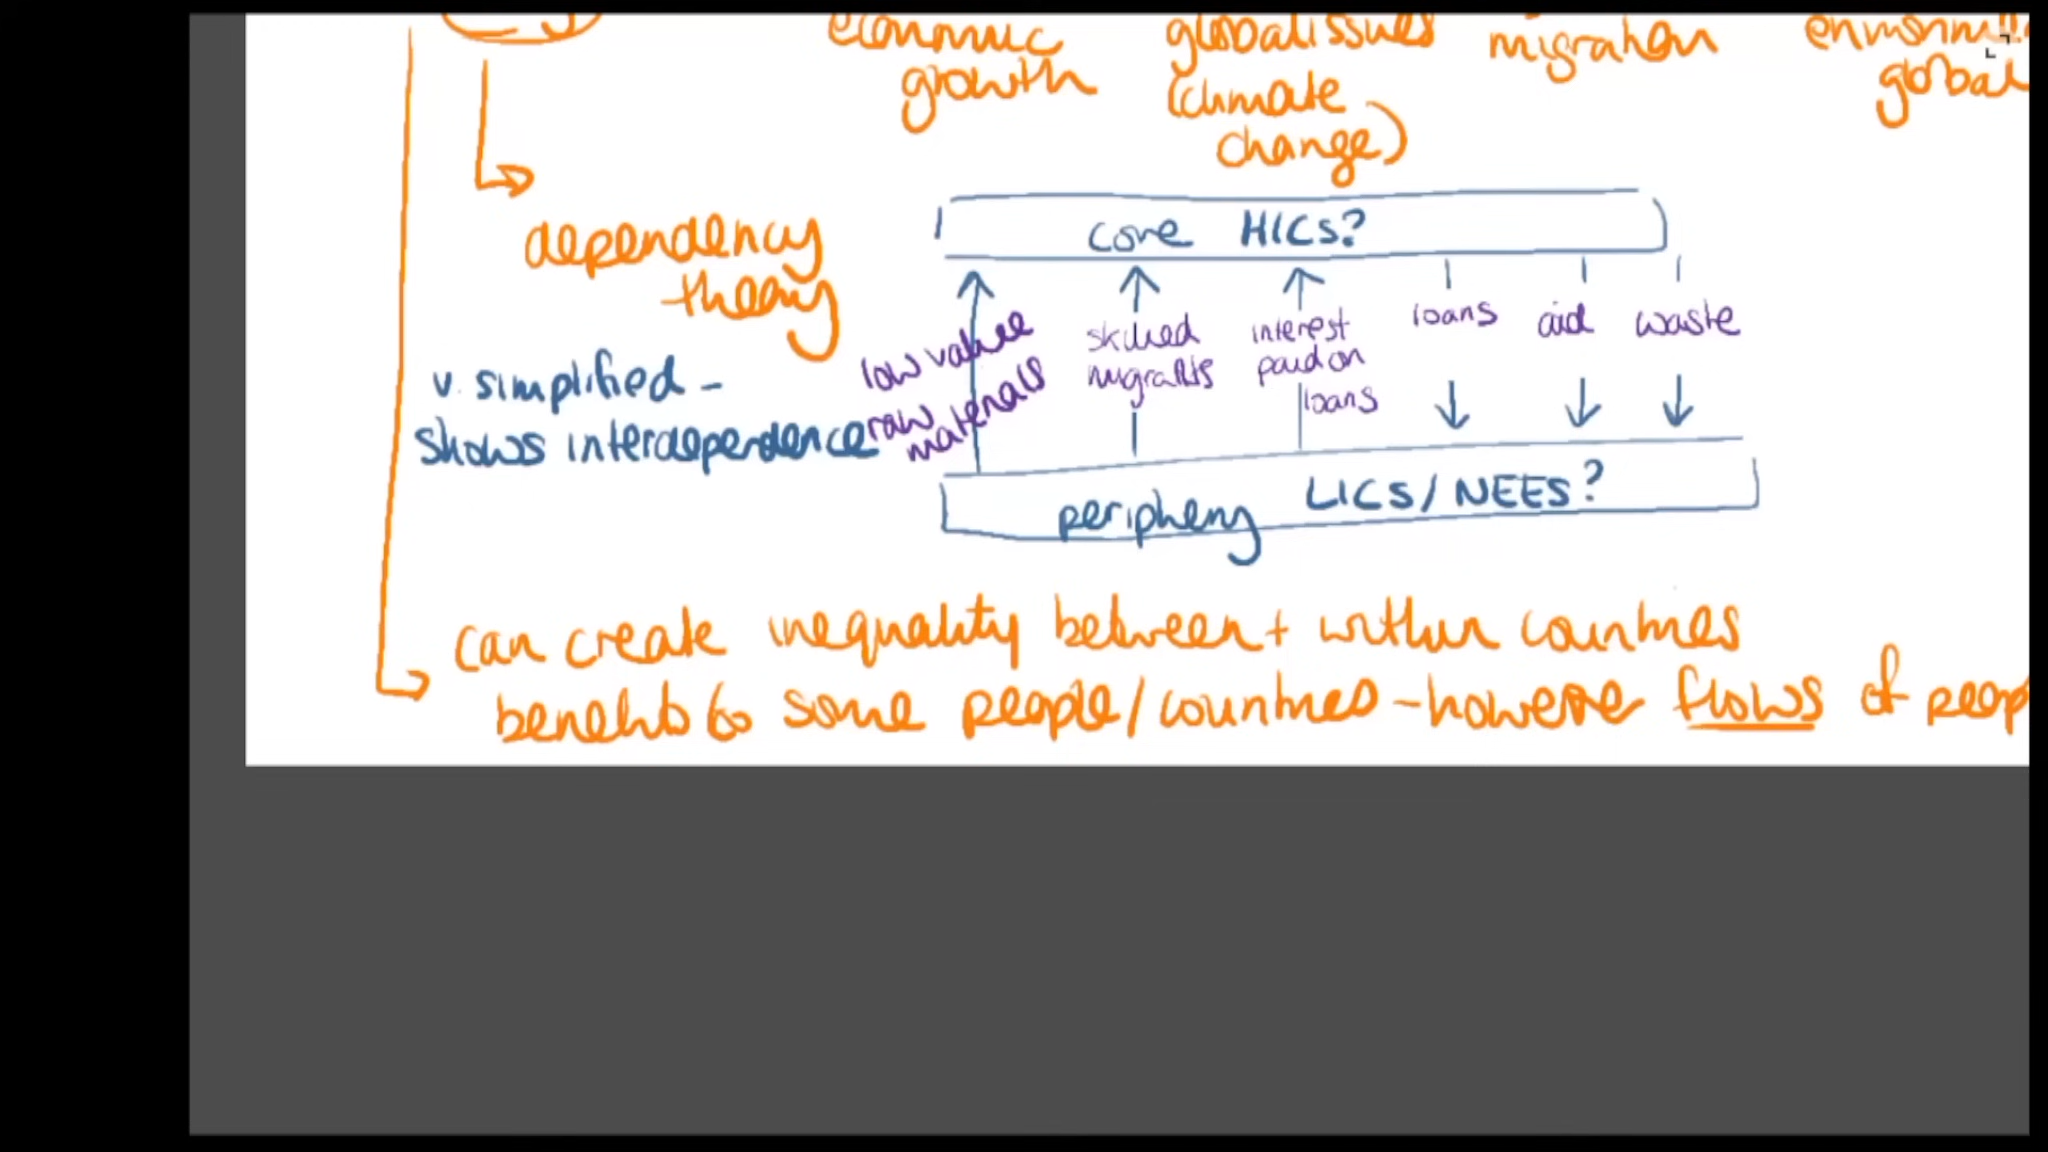 economic
growth
global issues
(climate
change)
migration
global
dependency
theory
v. simplified -
shows interdependence
core HICs?
low value
raw
materials
skilled
migrants
interest
paid on
loans
loans
aid
waste
periphery LICS/NEES?
can create inequality between + within countries
benefits to some people/countries - however flows of peop